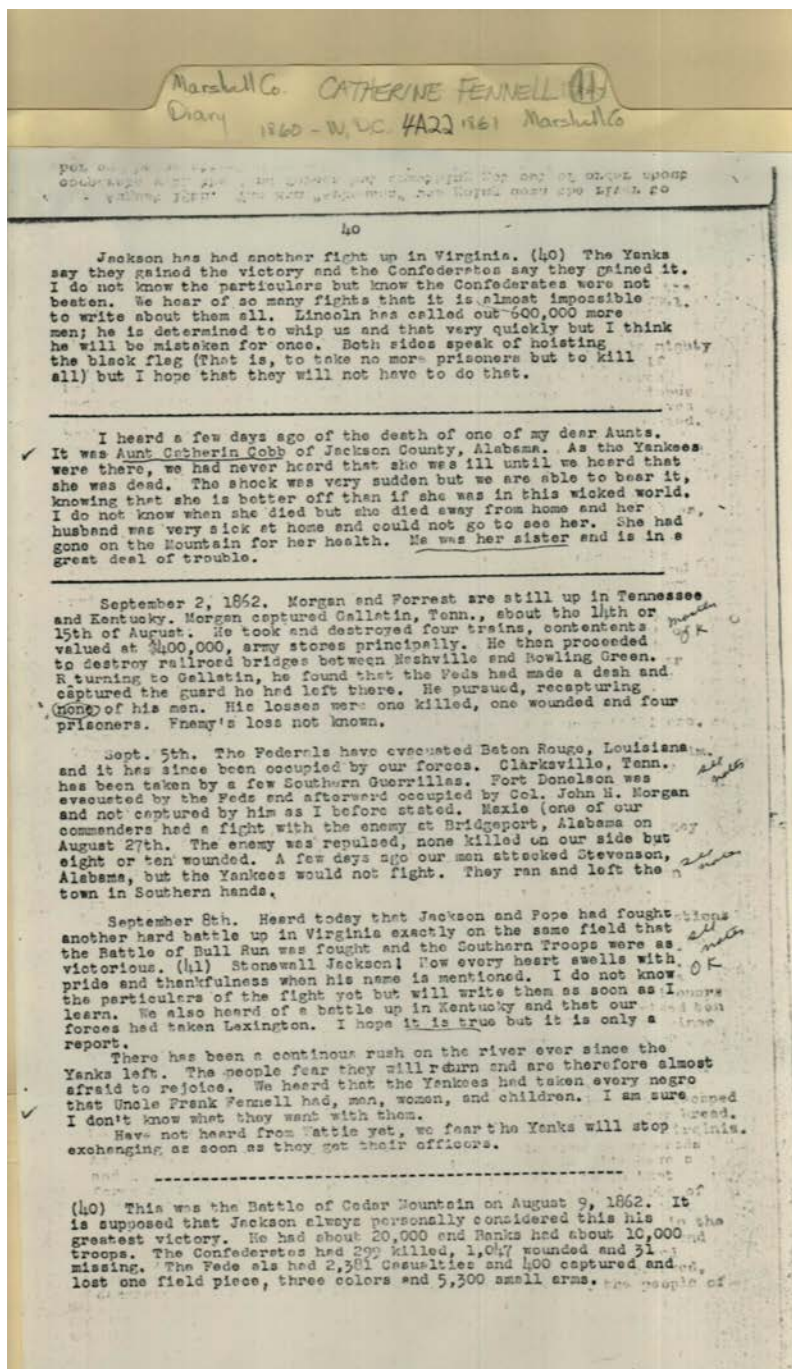 Marshall Co. CATHERINE FENNELL 44
Diary 1860 - W, DC 4A22 1861 Marshall Co
40
Jackson has had another fight up in Virginia. (40) The Yanks
say they gained the victory and the Confederates say they gained it.
I do not know the particulars but know the Confederates were not
beaten. We hear of so many fights that it is almost impossible
to write about them all. Lincoln has called out 600,000 more
men; he is determined to whip us and that very quickly but I think
he will be mistaken for once. Both sides speak of hoisting
the black flag (That is, to take no more prisoners but to kill
all) but I hope that they will not have to do that.
I heard a few days ago of the death of one of my dear Aunts.
✓ It was Aunt Catherin Cobb of Jackson County, Alabama. As the Yankees
were there, we had never heard that she was ill until we heard that
she was dead. The shock was very sudden but we are able to bear it,
knowing that she is better off than if she was in this wicked world.
I do not know when she died but she died away from home and her
husband was very sick at home and could not go to see her. She had
gone on the Mountain for her health. Ma was her sister and is in a
great deal of trouble.
September 2, 1862. Morgan and Forrest are still up in Tennessee
and Kentucky. Morgan captured Gallatin, Tenn., about the 14th or
15th of August. He took and destroyed four trains, contentents
valued at $400,000, army stores principally. He then proceeded
to destroy railroad bridges between Nashville and Bowling Green.
R turning to Gallatin, he found that the Feds had made a dash and
captured the guard he had left there. He pursued, recapturing
none of his men. His losses were one killed, one wounded and four
prisoners. Enemy's loss not known.
Sept. 5th. The Federals have evacuated Baton Rouge, Louisiana
and it has since been occupied by our forces. Clarksville, Tenn.
has been taken by a few Southern Guerrillas. Fort Donelson was
evacuated by the Feds and afterward occupied by Col. John H. Morgan
and not captured by him as I before stated. Maxie (one of our
commanders had a fight with the enemy at Bridgeport, Alabama on
August 27th. The enemy was repulsed, none killed on our side but
eight or ten wounded. A few days ago our men attacked Stevenson,
Alabama, but the Yankees would not fight. They ran and left the
town in Southern hands.
September 8th. Heard today that Jackson and Pope had fought
another hard battle up in Virginia exactly on the same field that
the Battle of Bull Run was fought and the Southern Troops were as
victorious. (41) Stonewall Jackson! How every heart swells with OK
pride and thankfulness when his name is mentioned. I do not know
the particulars of the fight yet but will write them as soon as I
learn. We also heard of a battle up in Kentucky and that our
forces had taken Lexington. I hope it is true but it is only a
report.
There has been a continous rush on the river ever since the
Yanks left. The people fear they will return and are therefore almost
afraid to rejoice. We heard that the Yankees had taken every negro
that Uncle Frank Fennell had, men, women, and children. I am sure
✓ I don't know what they want with them.
Have not heard from Wattie yet, we fear the Yanks will stop
exchanging as soon as they get their officers.
(40) This was the Battle of Cedar Mountain on August 9, 1862. It
is supposed that Jackson always personally considered this his
greatest victory. He had about 20,000 and Banks had about 10,000
troops. The Confederates had 299 killed, 1,047 wounded and 31
missing. The Fede als had 2,381 Casualties and 400 captured and
lost one field piece, three colors and 5,300 small arms.